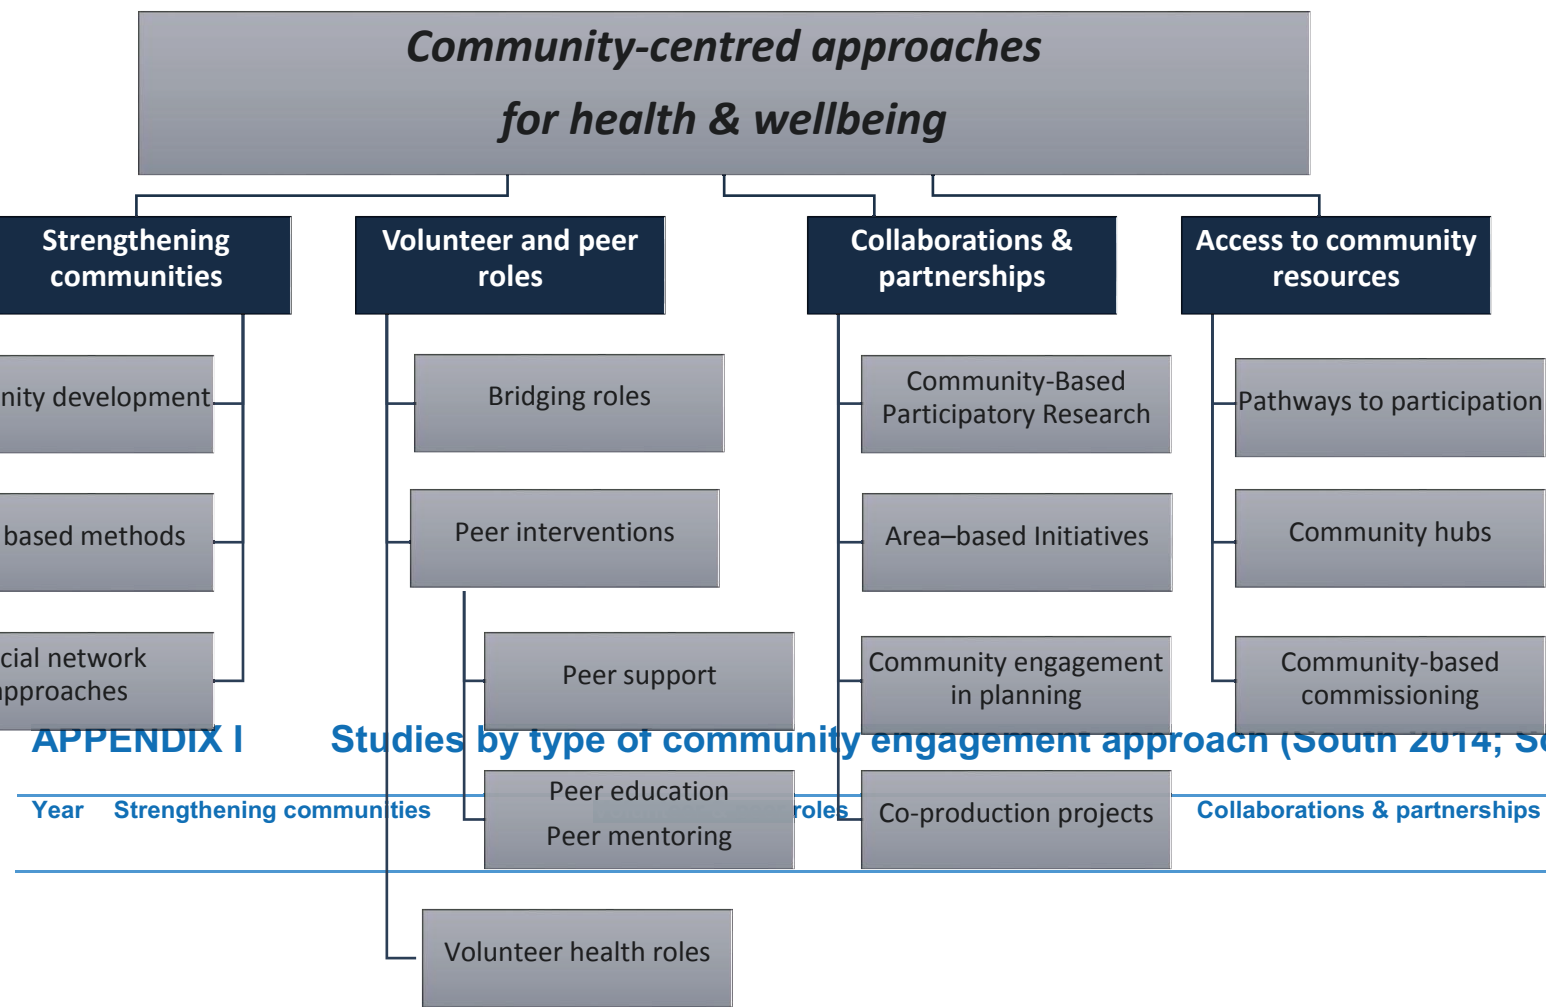 Community-centred approaches
for health & wellbeing
Strengthening
communities
Volunteer and peer
roles
Collaborations &
partnerships
Access to community
resources
development
based methods
network
Bridging roles
Peer interventions
Peer support
Peer education
Peer mentoring
Volunteer health roles
Community-Based
Participatory Research
Area–based Initiatives
Community engagement
in planning
Co-production projects
Pathways to participation
Community hubs
Community-based
commissioning
APPENDIX I Studies by type of community engagement approach (South 2014;
Year Strengthening communities roles Collaborations & partnerships